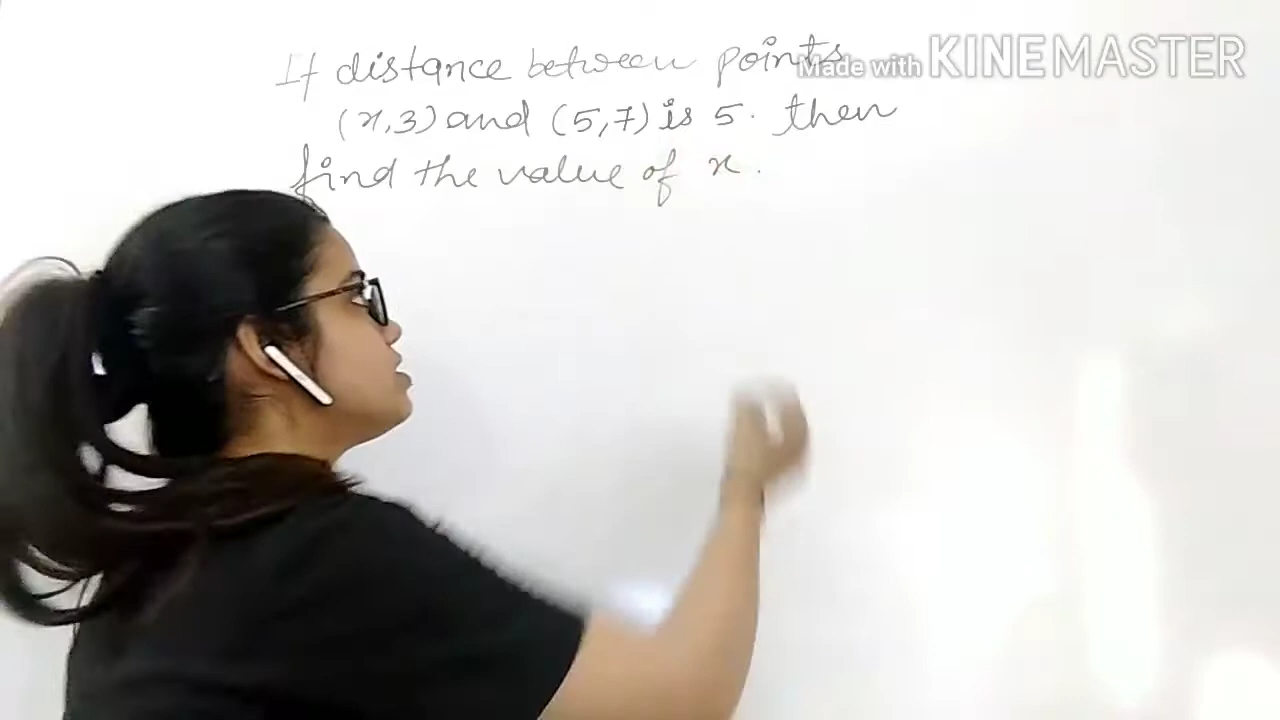 If distance between points
(x,3) and (5,7) is 5. then
find the value of x.
Made with KINEMASTER